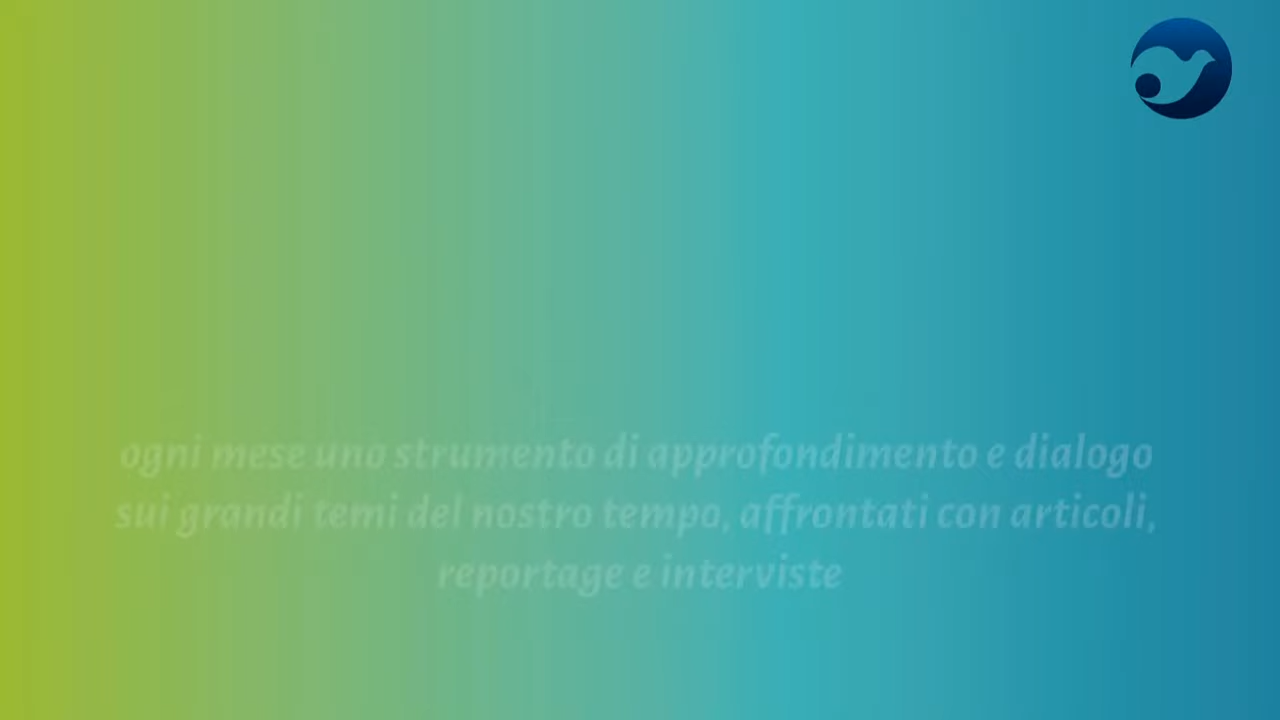 ogni mese uno strumento di approfondimento e dialogo
sui grandi temi del nostro tempo, affrontati con articoli,
reportage e interviste